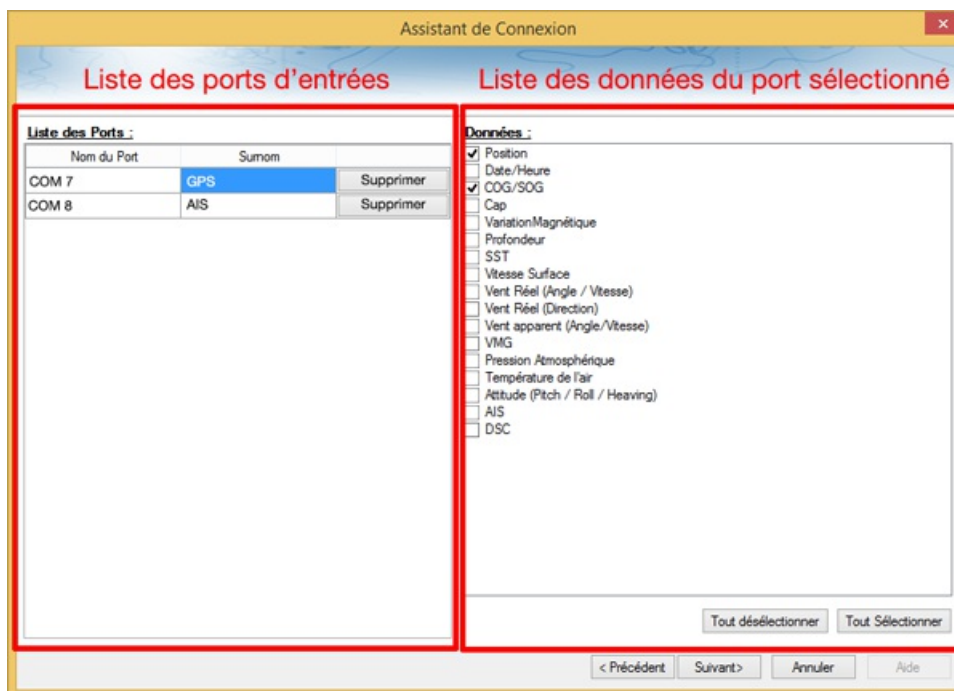 Assistant de Connexion
Liste des ports d’entrées
Liste des données du port sélectionné
Liste des Ports :
Nom du Port Surnom
COM 7 GPS Supprimer
COM 8 AIS Supprimer
Données :
Position
Date/Heure
COG/SOG
Cap
VariationMagnétique
Profondeur
SST
Vitesse Surface
Vent Réel (Angle / Vitesse)
Vent Réel (Direction)
Vent apparent (Angle/Vitesse)
VMG
Pression Atmosphérique
Température de l'air
Attitude (Pitch / Roll / Heaving)
AIS
DSC
Tout désélectionner Tout Sélectionner
< Précédent Suivant> Annuler Aide